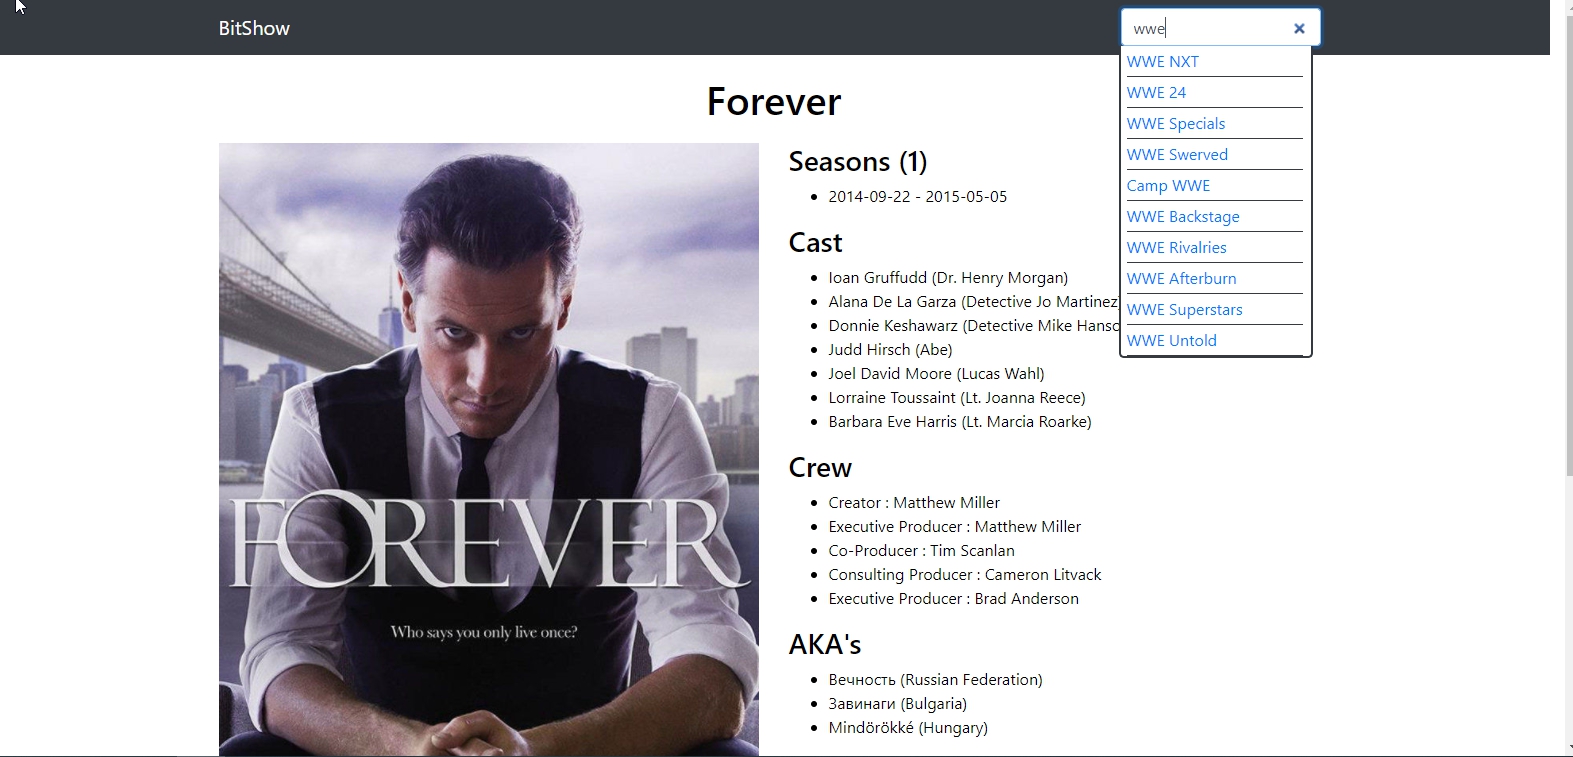 BitShow
wwe
WWE NXT
WWE 24
WWE Specials
WWE Swerved
Camp WWE
WWE Backstage
WWE Rivalries
WWE Afterburn
WWE Superstars
WWE Untold
Forever
FOREVER
Who says you only live once?
Seasons (1)
2014-09-22 - 2015-05-05
Cast
Ioan Gruffudd (Dr. Henry Morgan)
Alana De La Garza (Detective Jo Martinez
Donnie Keshawarz (Detective Mike Hanso
Judd Hirsch (Abe)
Joel David Moore (Lucas Wahl)
Lorraine Toussaint (Lt. Joanna Reece)
Barbara Eve Harris (Lt. Marcia Roarke)
Crew
Creator : Matthew Miller
Executive Producer : Matthew Miller
Co-Producer : Tim Scanlan
Consulting Producer : Cameron Litvack
Executive Producer : Brad Anderson
AKA's
Вечность (Russian Federation)
Завинаги (Bulgaria)
Mindörökké (Hungary)